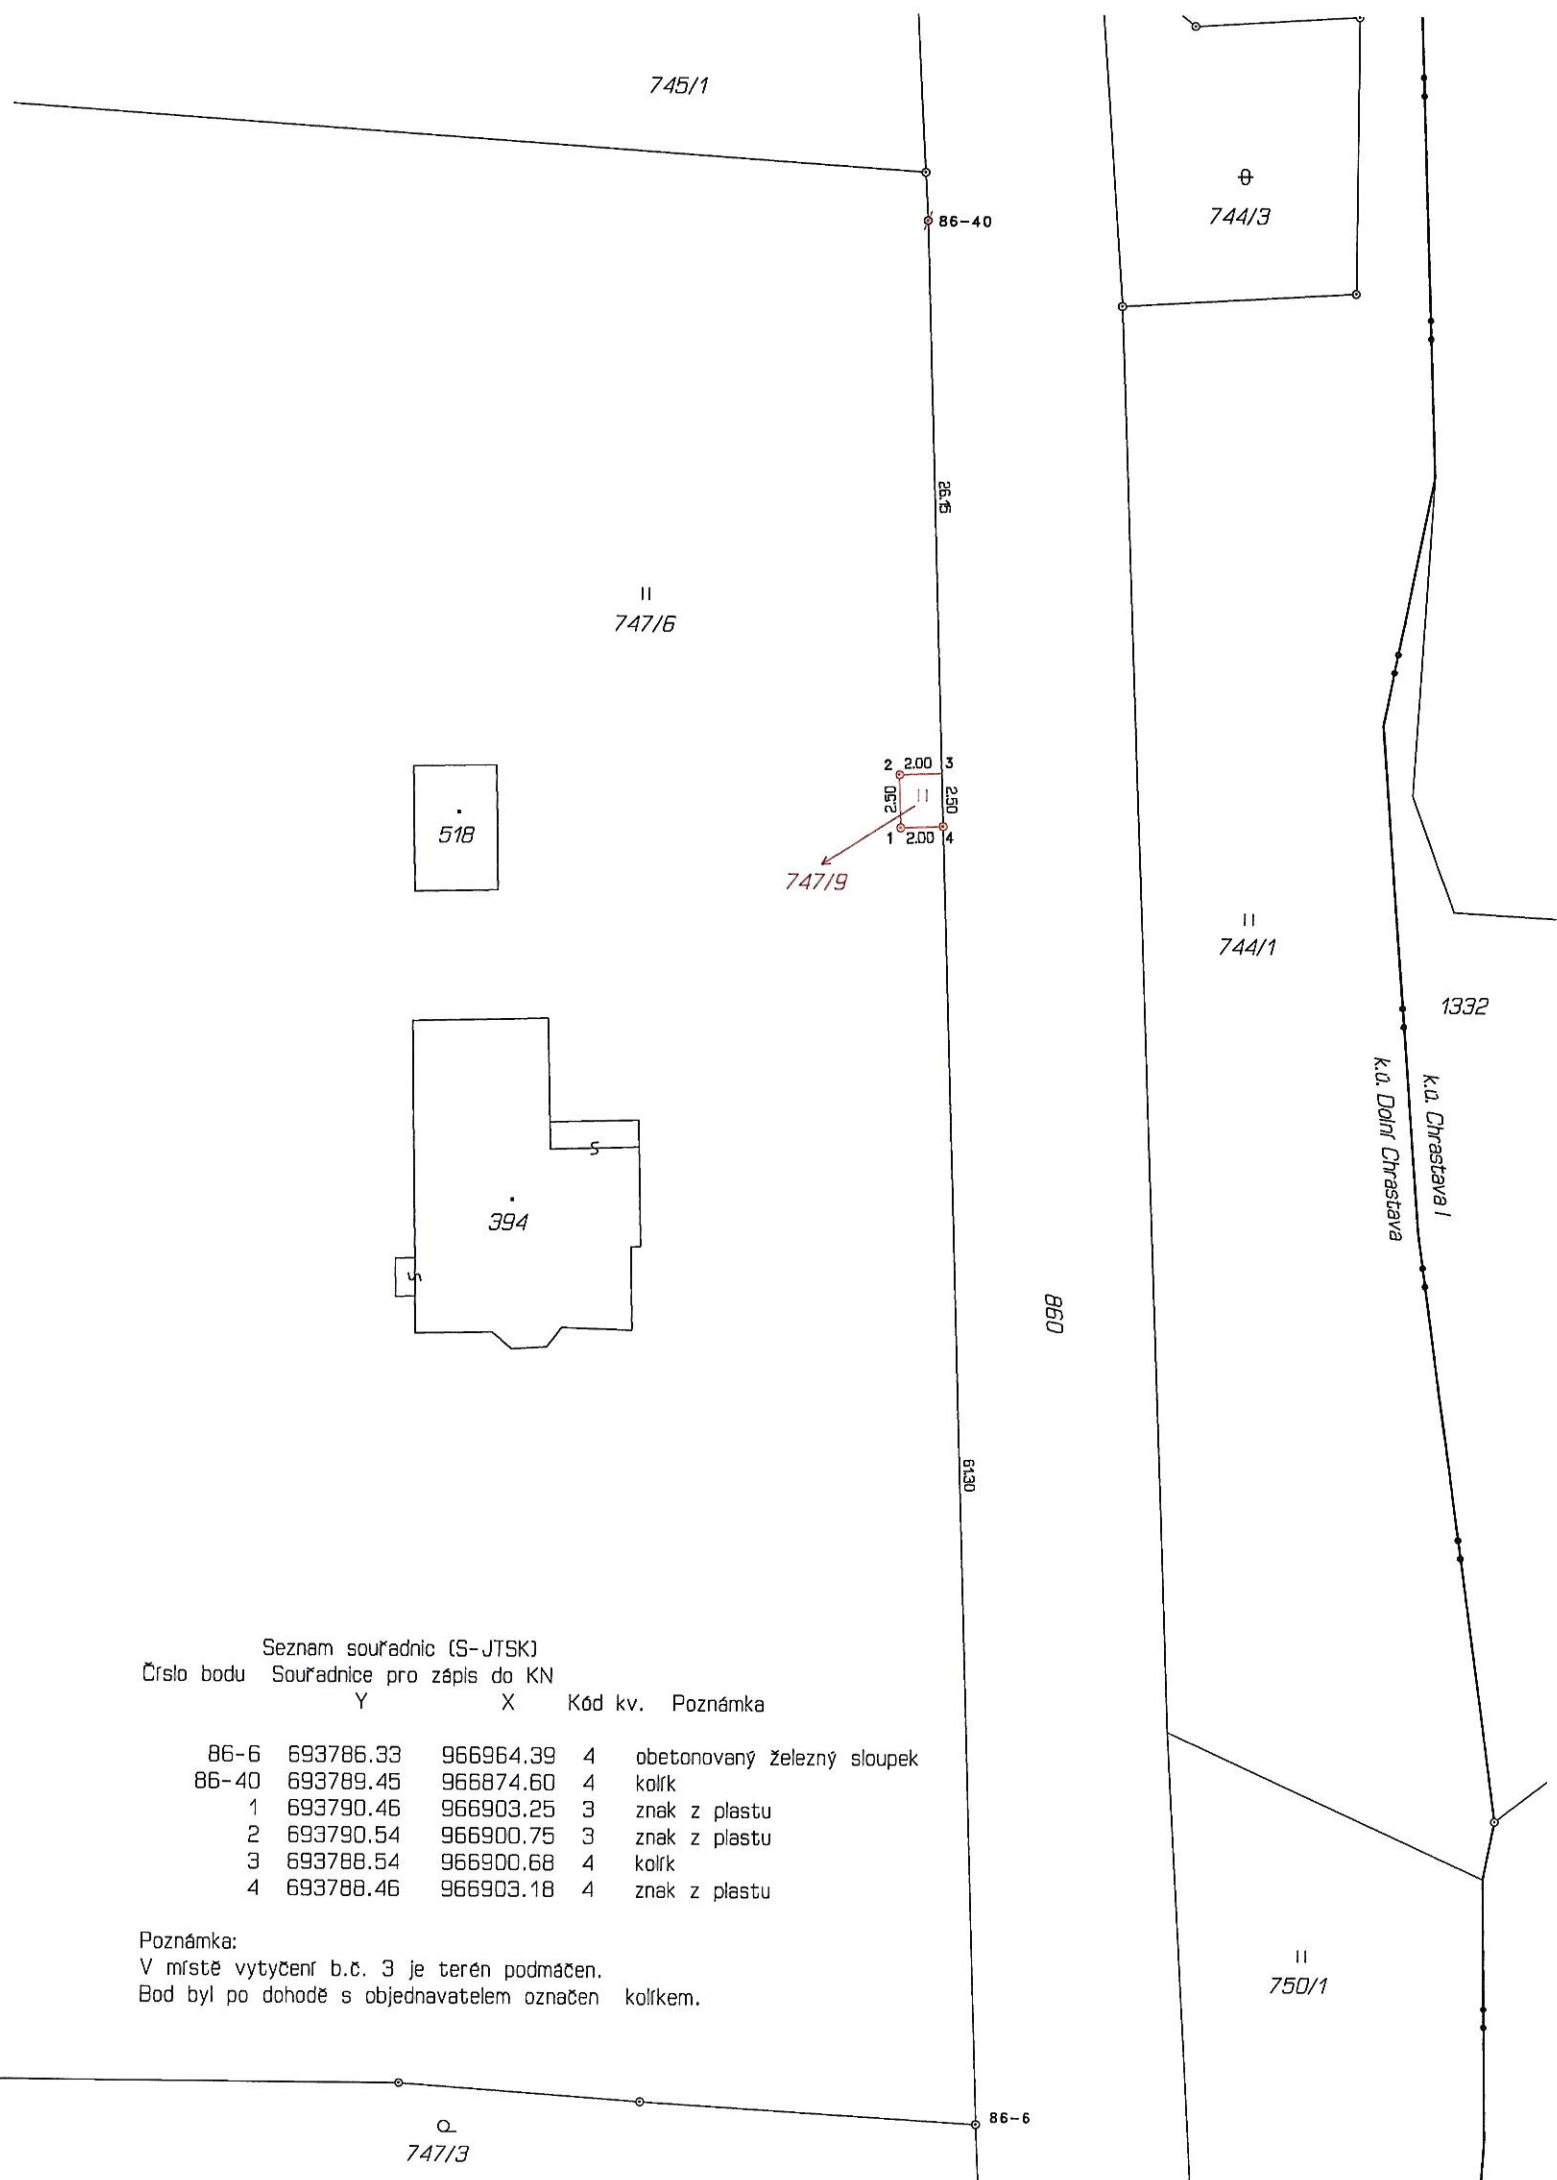 745/1
86-40
744/3
26.15
747/6
2 2.00 3
2.50 2.50
1 2.00 4
518
747/9
744/1
1332
k.ú. Dolní Chrastava
k.ú. Chrastava I
394
860
61.30
Seznam souřadnic (S-JTSK)
Číslo bodu Souřadnice pro zápis do KN
Y X Kód kv. Poznámka
86-6 693786.33 966964.39 4 obetonovaný železný sloupek
86-40 693789.45 966874.60 4 kolík
1 693790.46 966903.25 3 znak z plastu
2 693790.54 966900.75 3 znak z plastu
3 693788.54 966900.68 4 kolík
4 693788.46 966903.18 4 znak z plastu
Poznámka:
V místě vytyčení b.č. 3 je terén podmáčen.
Bod byl po dohodě s objednavatelem označen kolíkem.
750/1
86-6
747/3